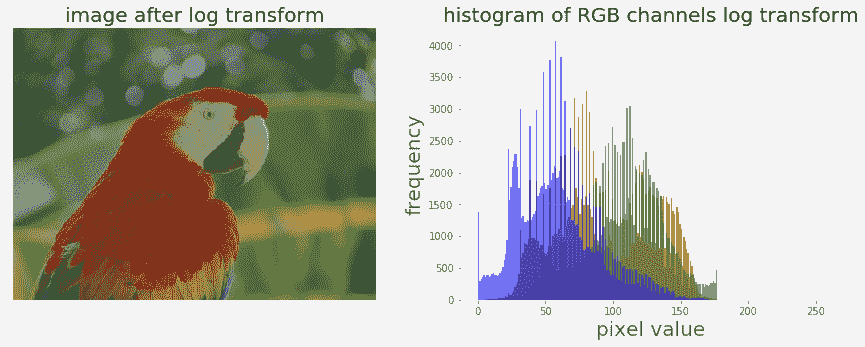 image after log transform
histogram of RGB channels log transform
frequency
4000
3500
3000
2500
2000
1500
1000
500
0
0 50 100 150 200 250
pixel value